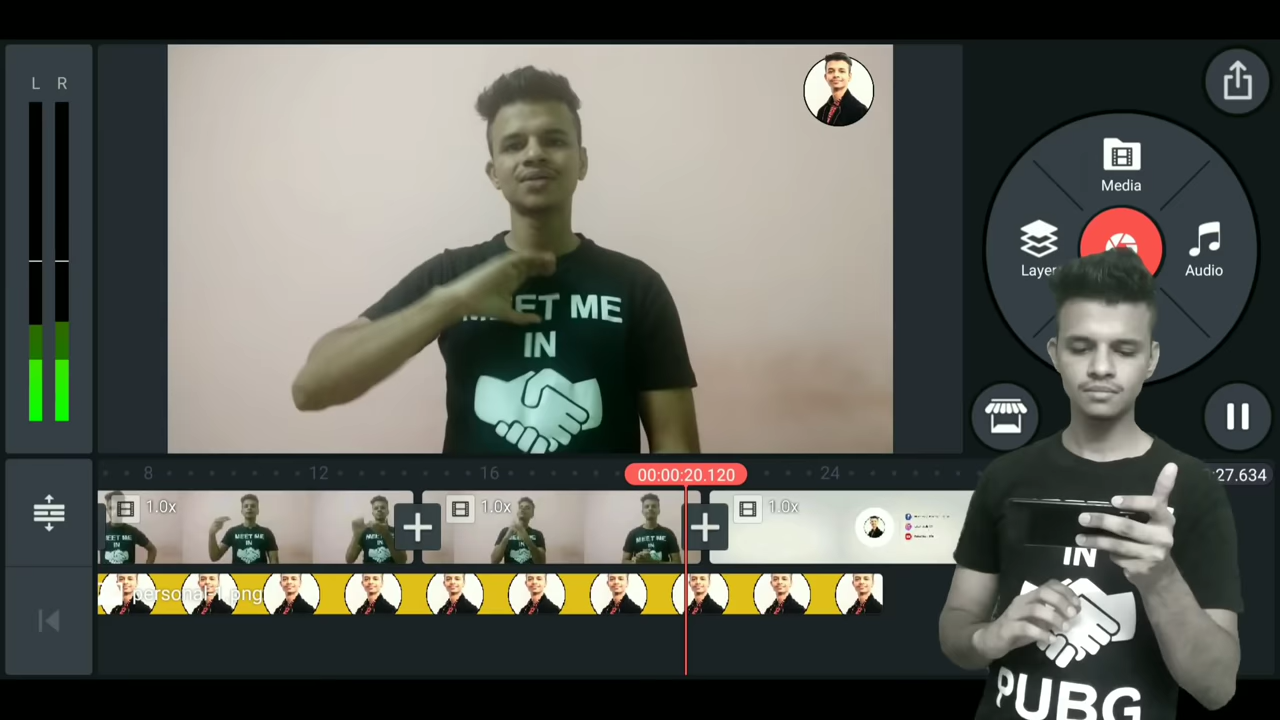 L R
Media
Layer
Audio
MEET ME
IN
8 12 16 00:00:20.120 24 27.634
1.0x 1.0x 1.0x
personal 1.png
IN
PUBG